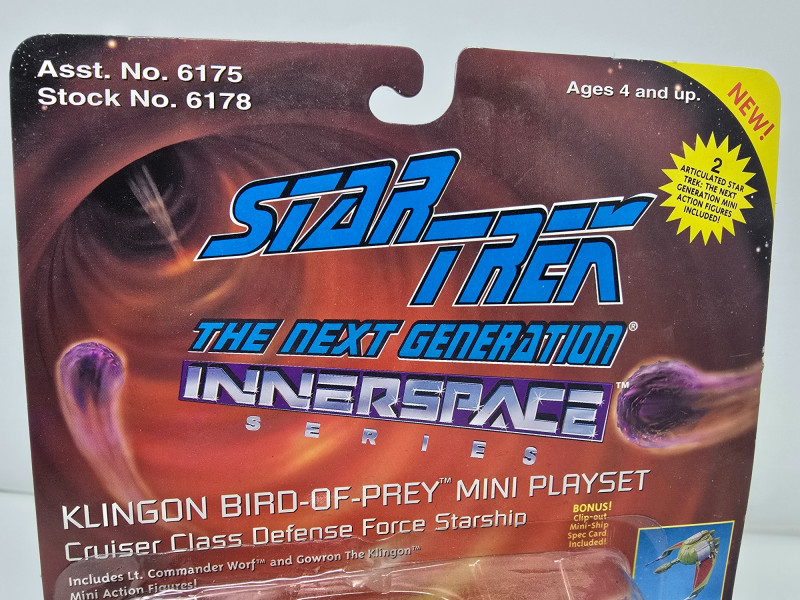 Asst. No. 6175
Stock No. 6178
Ages 4 and up.
NEW!
2
ARTICULATED STAR
TREK: THE NEXT
GENERATION MINI
ACTION FIGURES
INCLUDED!
STAR
TREK
THE NEXT GENERATION®
INNERSPACE™
SERIES
KLINGON BIRD-OF-PREY™ MINI PLAYSET
Cruiser Class Defense Force Starship
Includes Lt. Commander Worf™ and Gowron The Klingon™
Mini Action Figures!
BONUS!
Clip-out
Mini-Ship
Spec Card
Included!